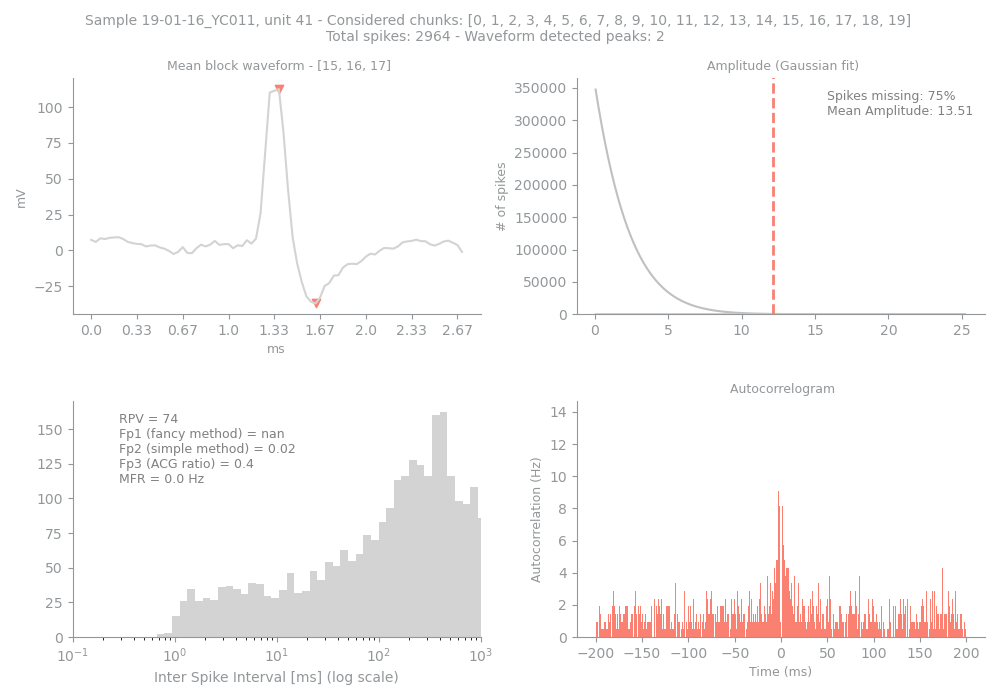 Sample 19-01-16_YC011, unit 41 - Considered chunks: [0, 1, 2, 3, 4, 5, 6, 7, 8, 9, 10, 11, 12, 13, 14, 15, 16, 17, 18, 19]
Total spikes: 2964 - Waveform detected peaks: 2
Mean block waveform - [15, 16, 17]
100
75
50
25
0
−25
mV
0.0 0.33 0.67 1.0 1.33 1.67 2.0 2.33 2.67
ms
Amplitude (Gaussian fit)
Spikes missing: 75%
Mean Amplitude: 13.51
350000
300000
250000
200000
150000
100000
50000
0
# of spikes
0 5 10 15 20 25
RPV = 74
Fp1 (fancy method) = nan
Fp2 (simple method) = 0.02
Fp3 (ACG ratio) = 0.4
MFR = 0.0 Hz
150
125
100
75
50
25
0
10⁻¹ 10⁰ 10¹ 10² 10³
Inter Spike Interval [ms] (log scale)
Autocorrelogram
14
12
10
8
6
4
2
0
Autocorrelation (Hz)
−200 −150 −100 −50 0 50 100 150 200
Time (ms)